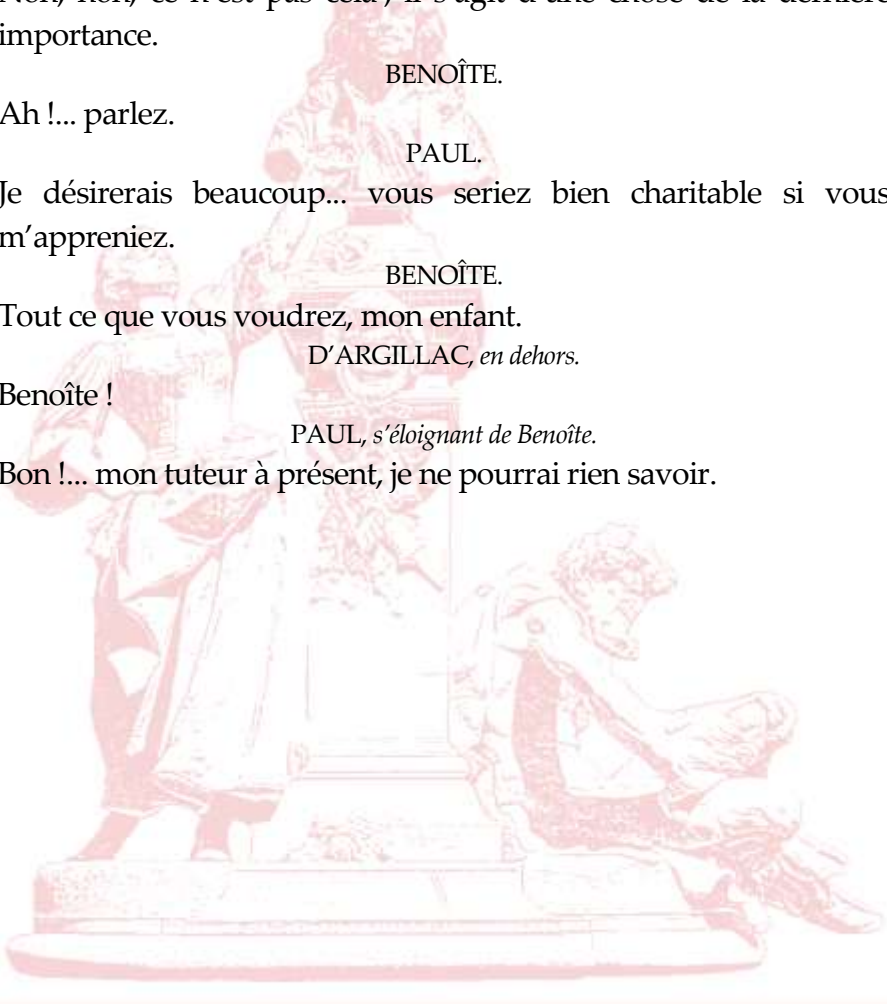 importance.
BENOÎTE.
Ah !... parlez.
PAUL.
Je désirerais beaucoup... vous seriez bien charitable si vous
m’appreniez.
BENOÎTE.
Tout ce que vous voudrez, mon enfant.
D’ARGILLAC, en dehors.
Benoîte !
PAUL, s’éloignant de Benoîte.
Bon !... mon tuteur à présent, je ne pourrai rien savoir.